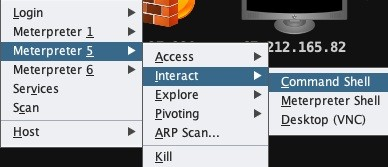 Login
Meterpreter 1
Meterpreter 5
Meterpreter 6
Services
Scan
Host
Access
Interact
Explore
Pivoting
ARP Scan...
Kill
212.165.82
Command Shell
Meterpreter Shell
Desktop (VNC)